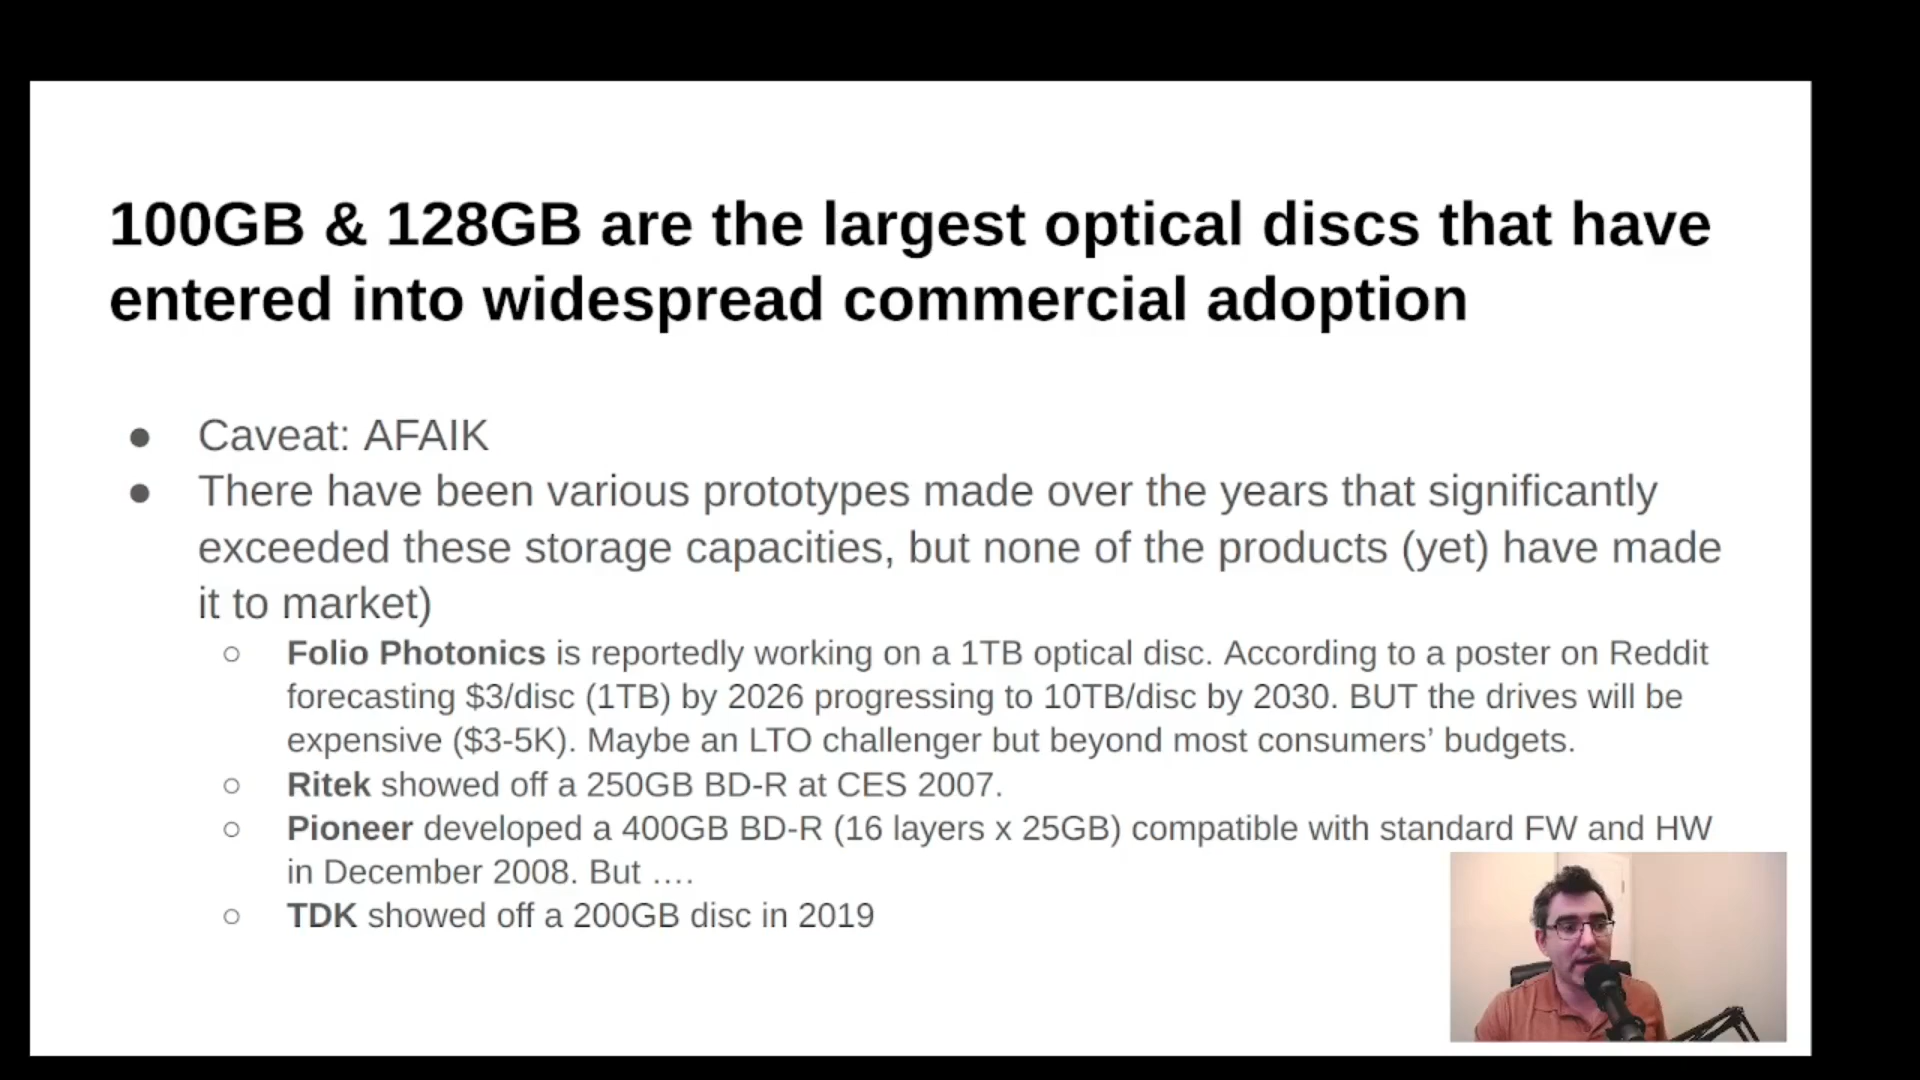 100GB & 128GB are the largest optical discs that have
entered into widespread commercial adoption
● Caveat: AFAIK
● There have been various prototypes made over the years that significantly
exceeded these storage capacities, but none of the products (yet) have made
it to market)
○ Folio Photonics is reportedly working on a 1TB optical disc. According to a poster on Reddit
forecasting $3/disc (1TB) by 2026 progressing to 10TB/disc by 2030. BUT the drives will be
expensive ($3-5K). Maybe an LTO challenger but beyond most consumers’ budgets.
○ Ritek showed off a 250GB BD-R at CES 2007.
○ Pioneer developed a 400GB BD-R (16 layers x 25GB) compatible with standard FW and HW
in December 2008. But ….
○ TDK showed off a 200GB disc in 2019